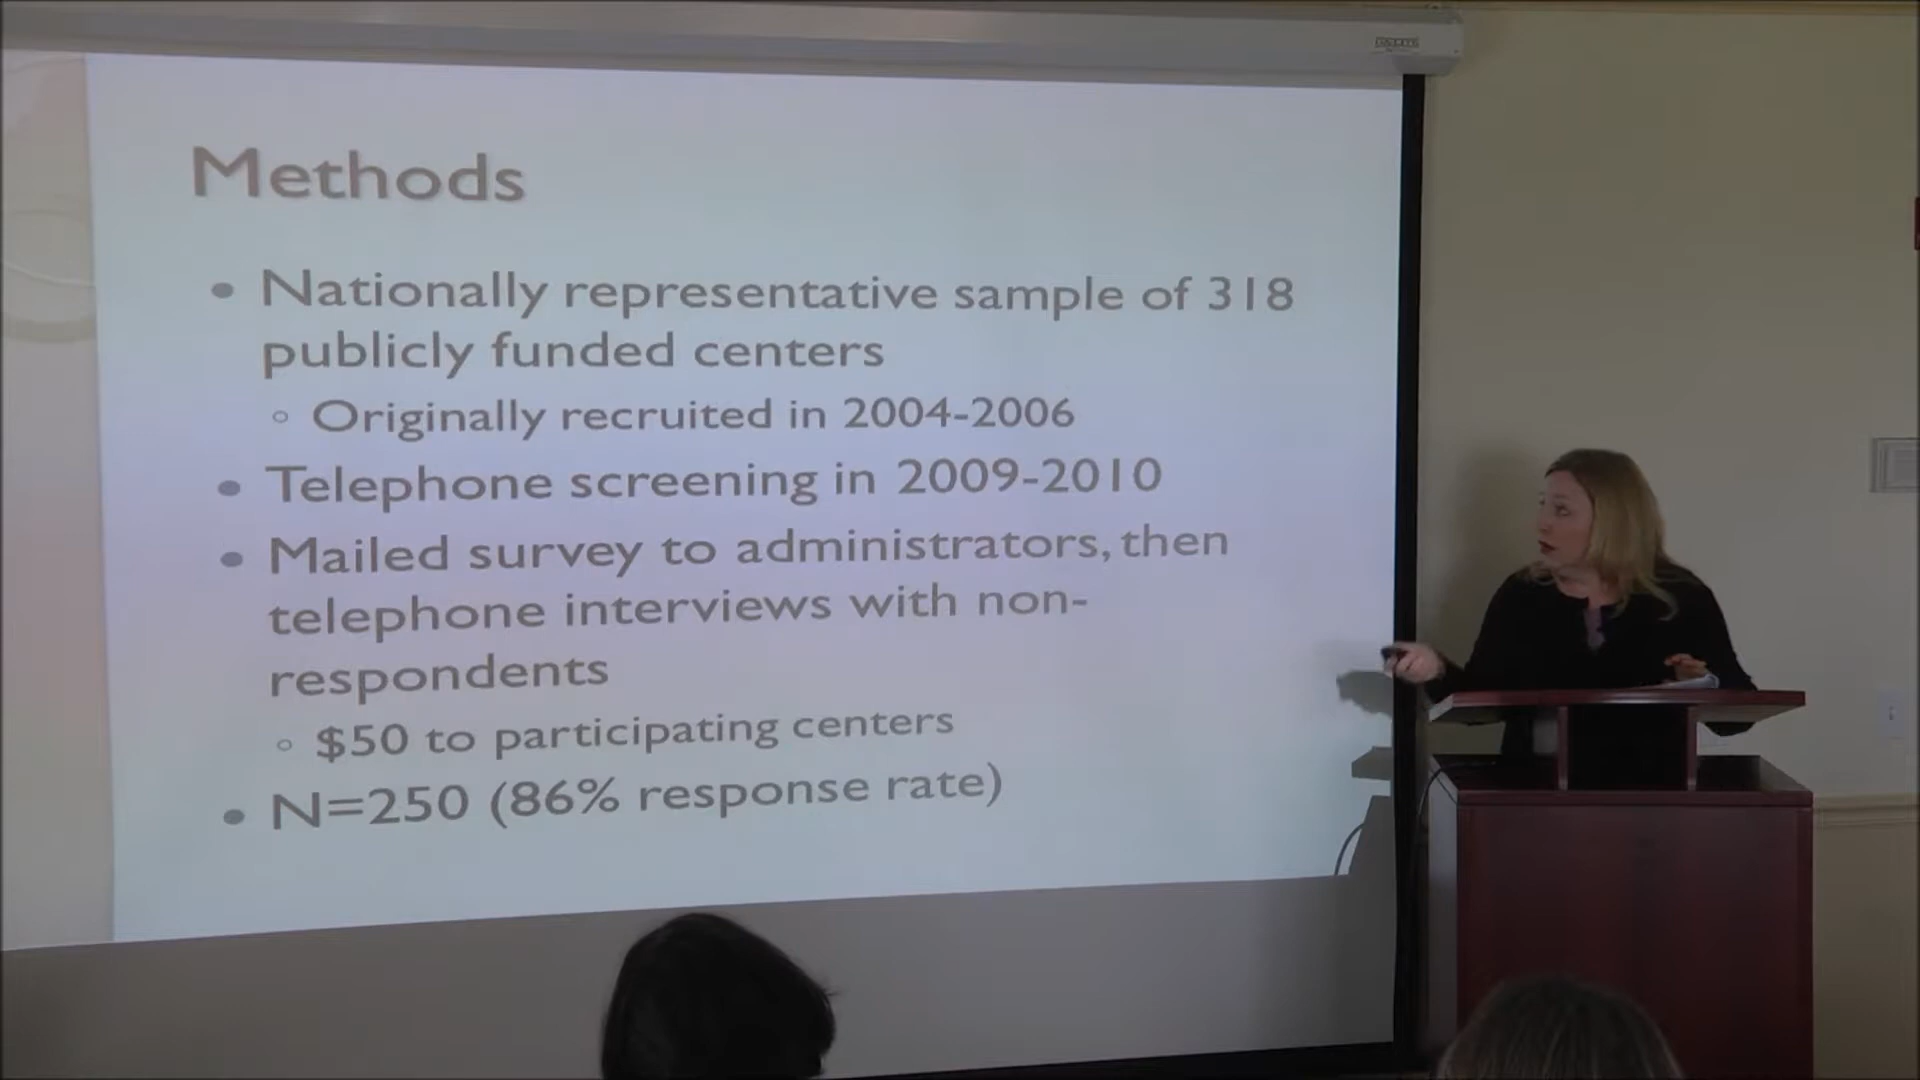 Methods
• Nationally representative sample of 318
publicly funded centers
◦ Originally recruited in 2004-2006
• Telephone screening in 2009-2010
• Mailed survey to administrators, then
telephone interviews with non-
respondents
◦ $50 to participating centers
• N=250 (86% response rate)